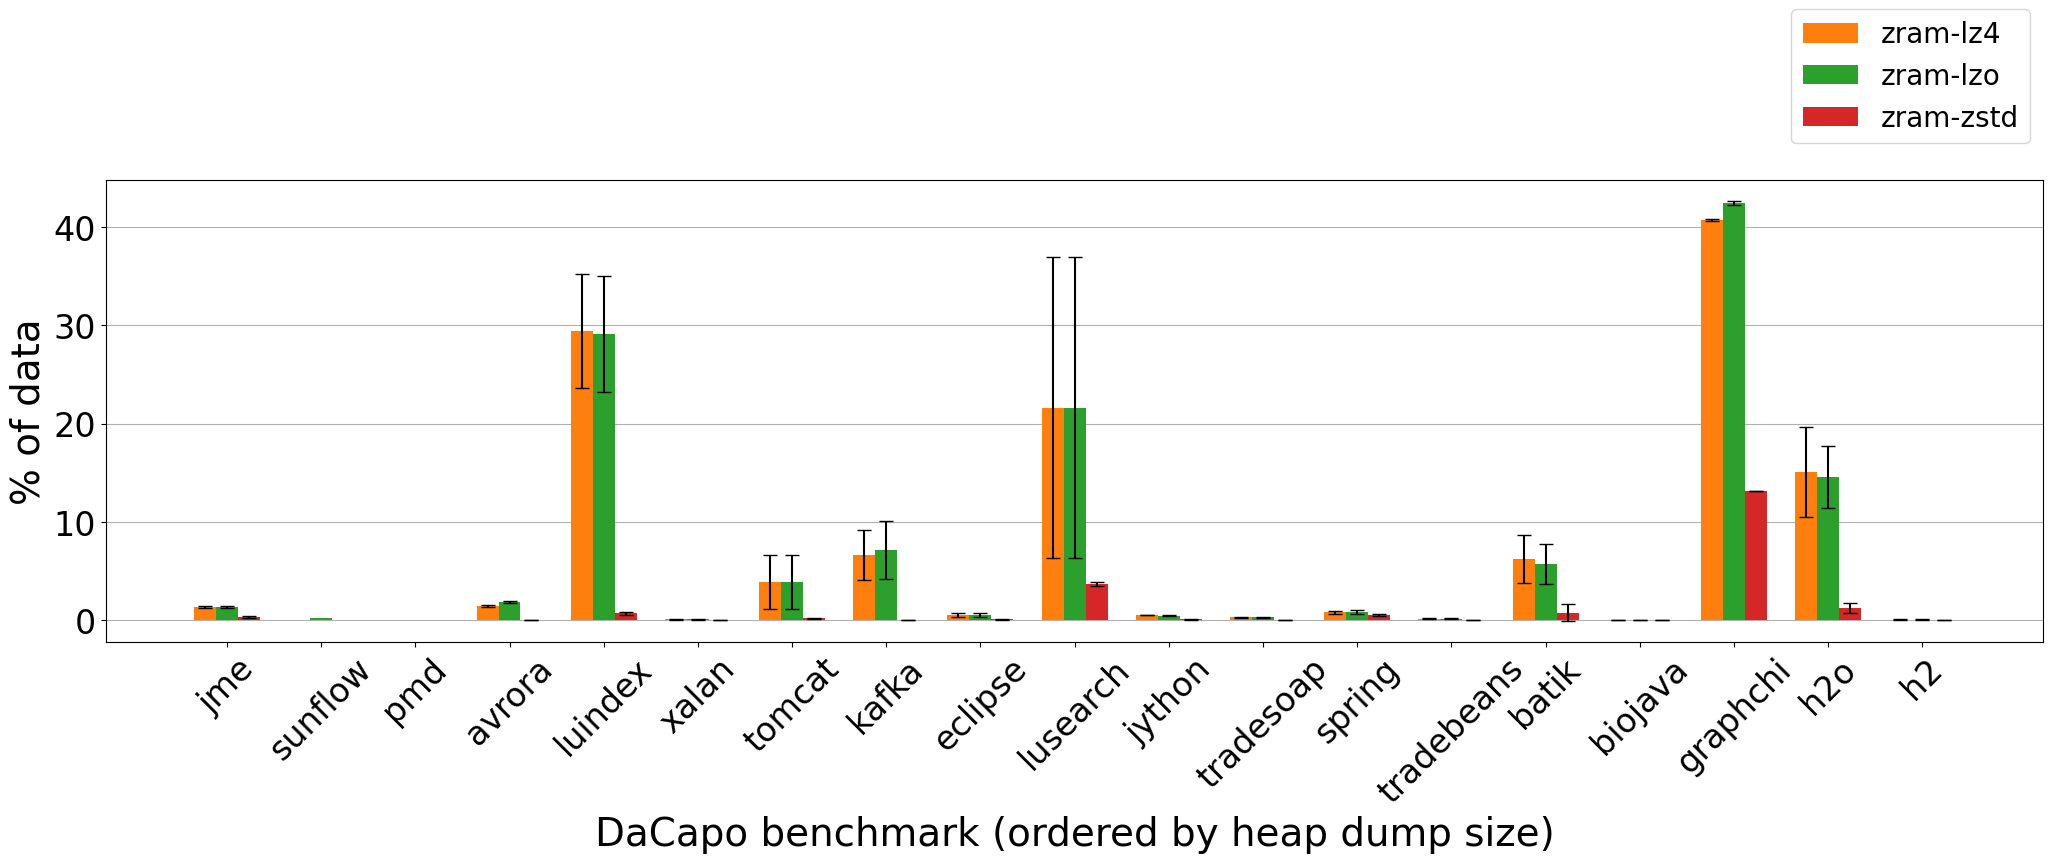 zram-lz4
zram-lzo
zram-zstd
% of data
40
30
20
10
0
jme
sunflow
pmd
avrora
luindex
xalan
tomcat
kafka
eclipse
lusearch
jython
tradesoap
spring
tradebeans
batik
biojava
graphchi
h2o
h2
DaCapo benchmark (ordered by heap dump size)